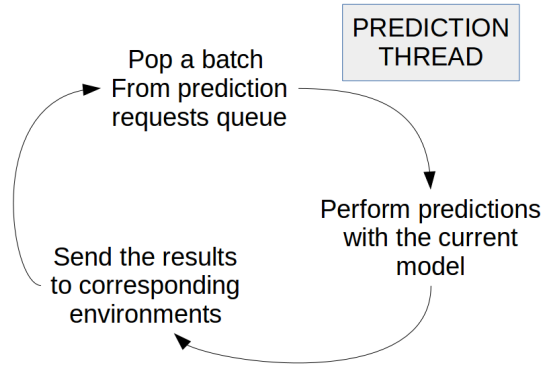 PREDICTION
THREAD
Pop a batch
From prediction
requests queue
Perform predictions
with the current
model
Send the results
to corresponding
environments